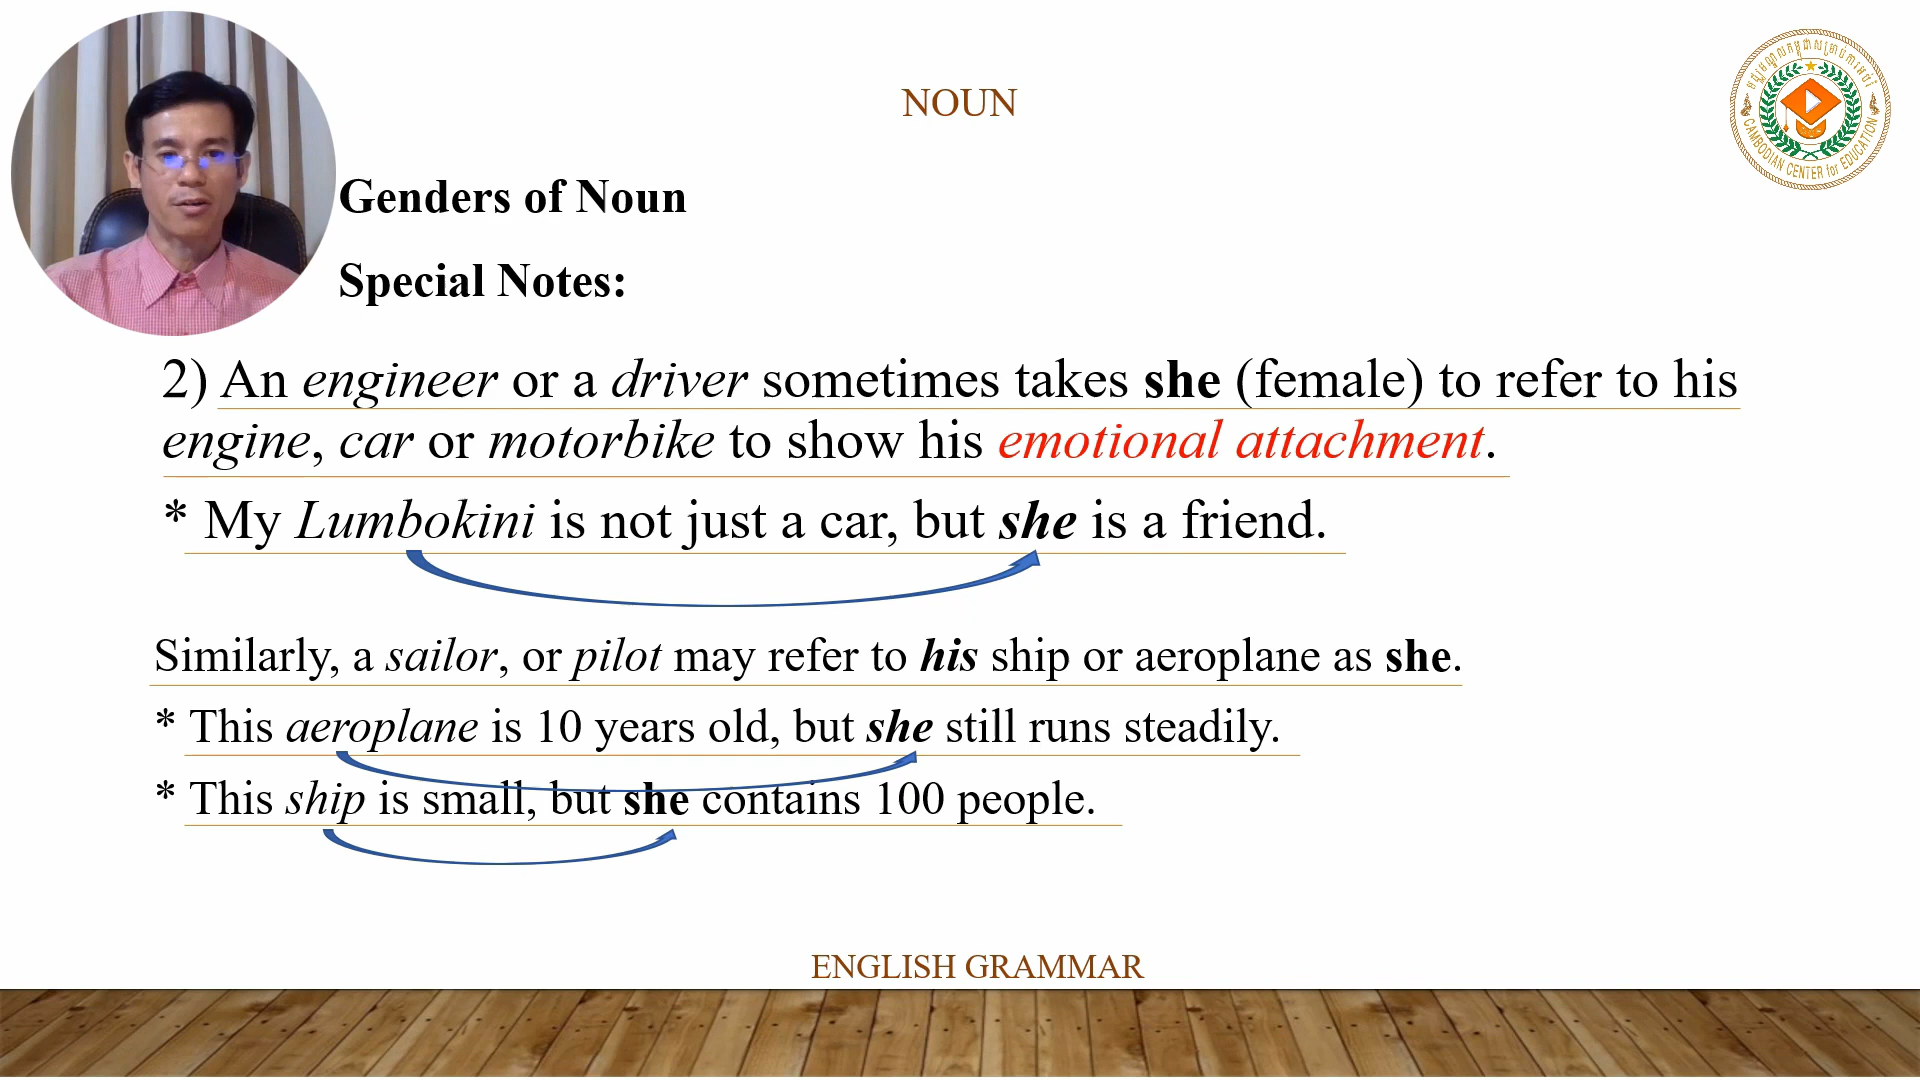 NOUN
CAMBODIAN CENTER for EDUCATION
Genders of Noun
Special Notes:
2) An engineer or a driver sometimes takes she (female) to refer to his
engine, car or motorbike to show his emotional attachment.
* My Lumbokini is not just a car, but she is a friend.
Similarly, a sailor, or pilot may refer to his ship or aeroplane as she.
* This aeroplane is 10 years old, but she still runs steadily.
* This ship is small, but she contains 100 people.
ENGLISH GRAMMAR